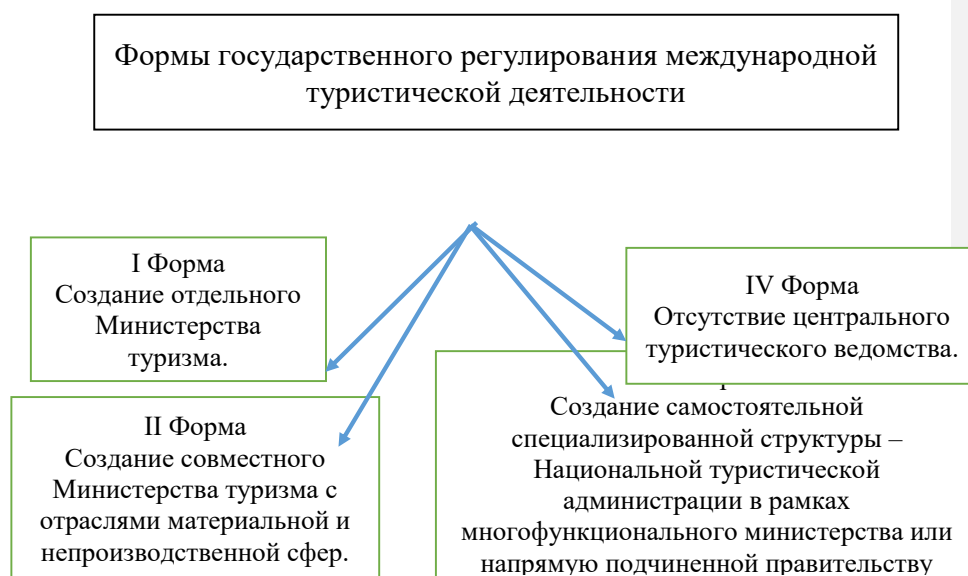 Формы государственного регулирования международной
туристической деятельности
I Форма
Создание отдельного
Министерства
туризма.
II Форма
Создание совместного
Министерства туризма с
отраслями материальной и
непроизводственной сфер.
IV Форма
Отсутствие центрального
туристического ведомства.
Создание самостоятельной
специализированной структуры –
Национальной туристической
администрации в рамках
многофункционального министерства или
напрямую подчиненной правительству